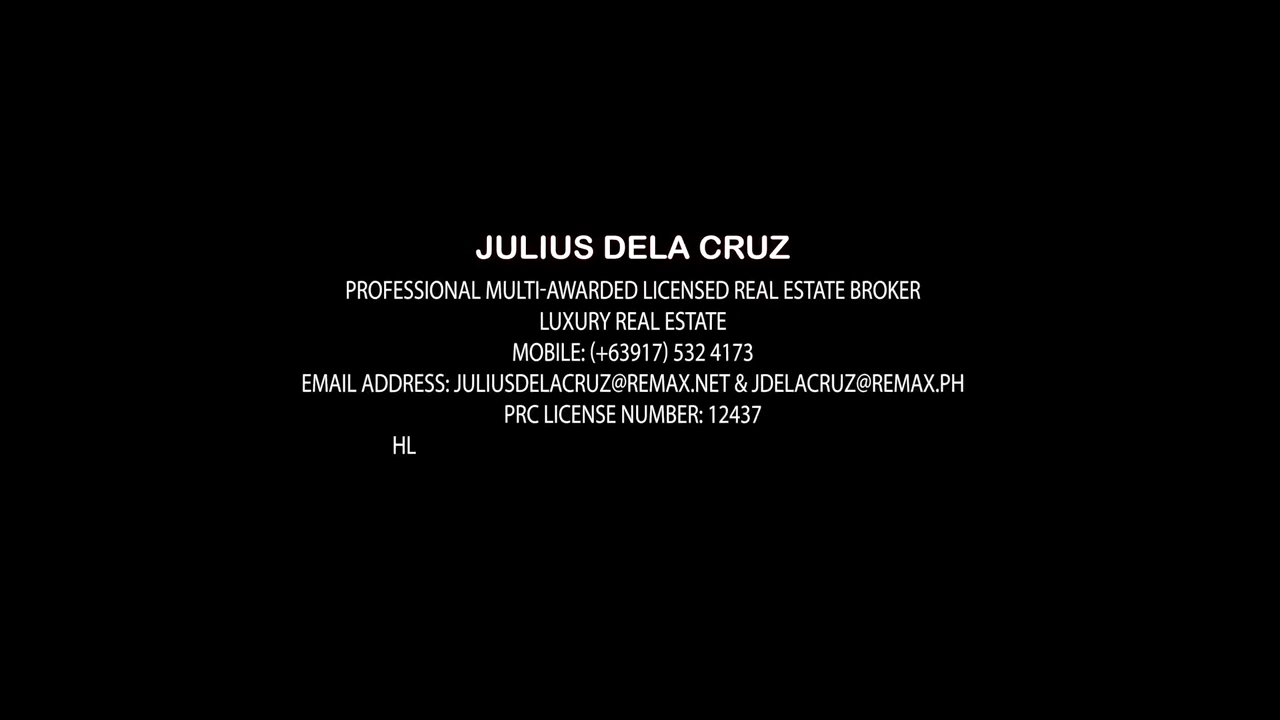 JULIUS DELA CRUZ
PROFESSIONAL MULTI-AWARDED LICENSED REAL ESTATE BROKER
LUXURY REAL ESTATE
MOBILE: (+63917) 532 4173
EMAIL ADDRESS: JULIUSDELACRUZ@REMAX.NET & JDELACRUZ@REMAX.PH
PRC LICENSE NUMBER: 12437
HL